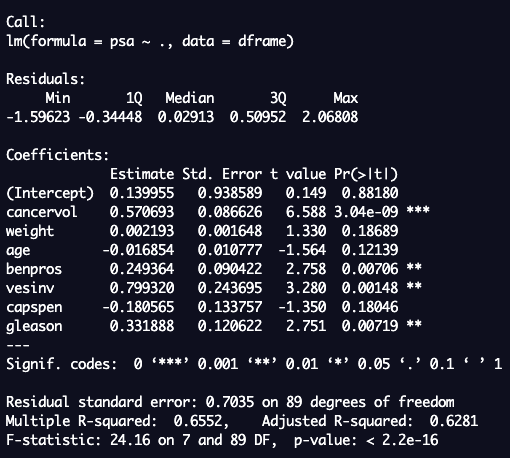 Call:
lm(formula = psa ~ ., data = dframe)
Residuals:
     Min       1Q   Median       3Q      Max
-1.59623 -0.34448  0.02913  0.50952  2.06808
Coefficients:
             Estimate Std. Error t value Pr(>|t|)
(Intercept)  0.139955   0.938589   0.149  0.88180
cancervol    0.570693   0.086626   6.588 3.04e-09 ***
weight       0.002193   0.001648   1.330  0.18689
age         -0.016854   0.010777  -1.564  0.12139
benpros      0.249364   0.090422   2.758  0.00706 **
vesinv       0.799320   0.243695   3.280  0.00148 **
capspen     -0.180565   0.133757  -1.350  0.18046
gleason      0.331888   0.120622   2.751  0.00719 **
---
Signif. codes:  0 ‘***’ 0.001 ‘**’ 0.01 ‘*’ 0.05 ‘.’ 0.1 ‘ ’ 1
Residual standard error: 0.7035 on 89 degrees of freedom
Multiple R-squared:  0.6552,	Adjusted R-squared:  0.6281
F-statistic: 24.16 on 7 and 89 DF,  p-value: < 2.2e-16